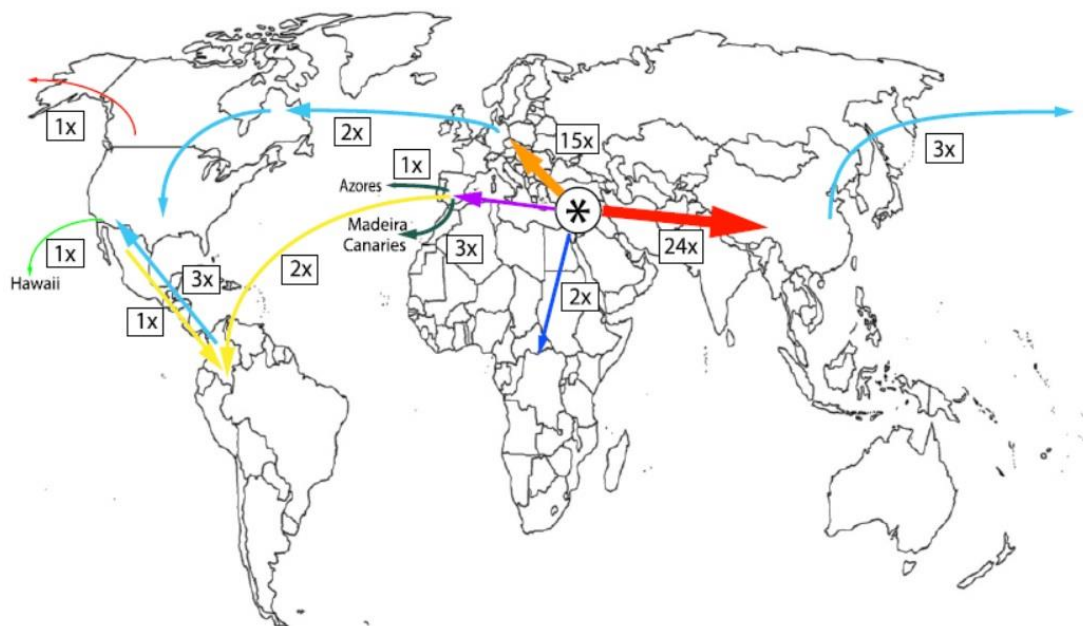 1x
2x
15x
3x
1x
Azores
Madeira
Canaries
*
3x
24x
1x
Hawaii
3x
2x
2x
1x